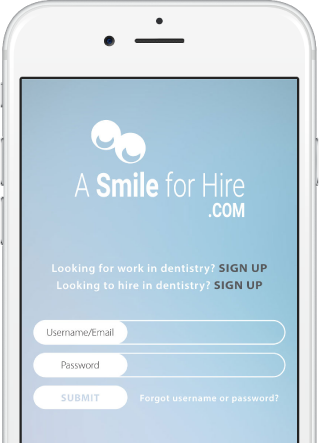 A Smile for Hire
.COM
Looking for work in dentistry? SIGN UP
Looking to hire in dentistry? SIGN UP
Username/Email
Password
SUBMIT Forgot username or password?